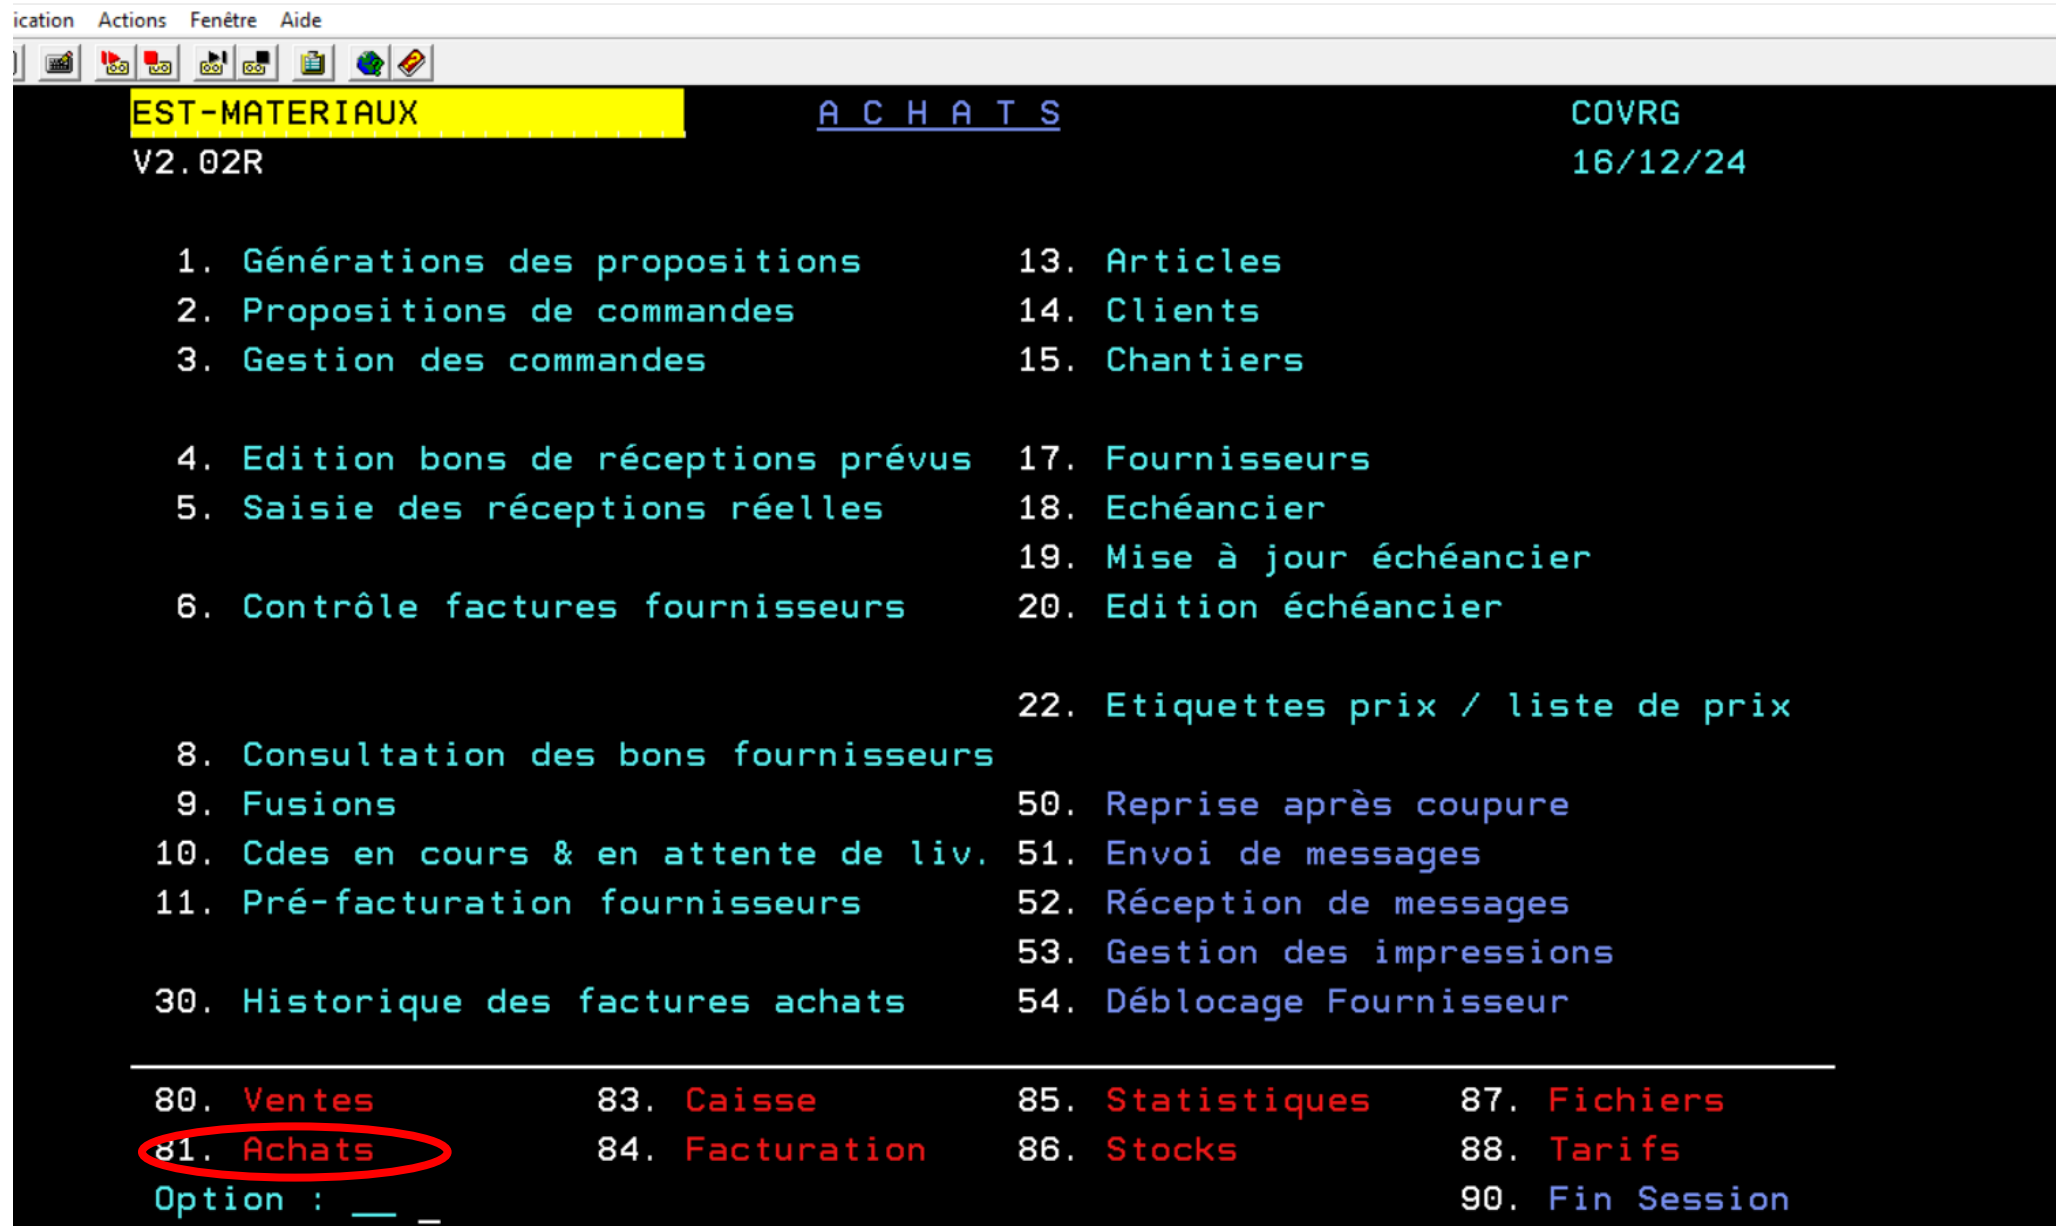 ication Actions Fenêtre Aide
EST-MATERIAUX A C H A T S COVRG
V2.02R 16/12/24
1. Générations des propositions 13. Articles
2. Propositions de commandes 14. Clients
3. Gestion des commandes 15. Chantiers
4. Edition bons de réceptions prévus 17. Fournisseurs
5. Saisie des réceptions réelles 18. Echéancier
19. Mise à jour échéancier
6. Contrôle factures fournisseurs 20. Edition échéancier
22. Etiquettes prix / liste de prix
8. Consultation des bons fournisseurs
9. Fusions 50. Reprise après coupure
10. Cdes en cours & en attente de liv. 51. Envoi de messages
11. Pré-facturation fournisseurs 52. Réception de messages
53. Gestion des impressions
30. Historique des factures achats 54. Déblocage Fournisseur
80. Ventes 83. Caisse 85. Statistiques 87. Fichiers
81. Achats 84. Facturation 86. Stocks 88. Tarifs
Option : __ 90. Fin Session